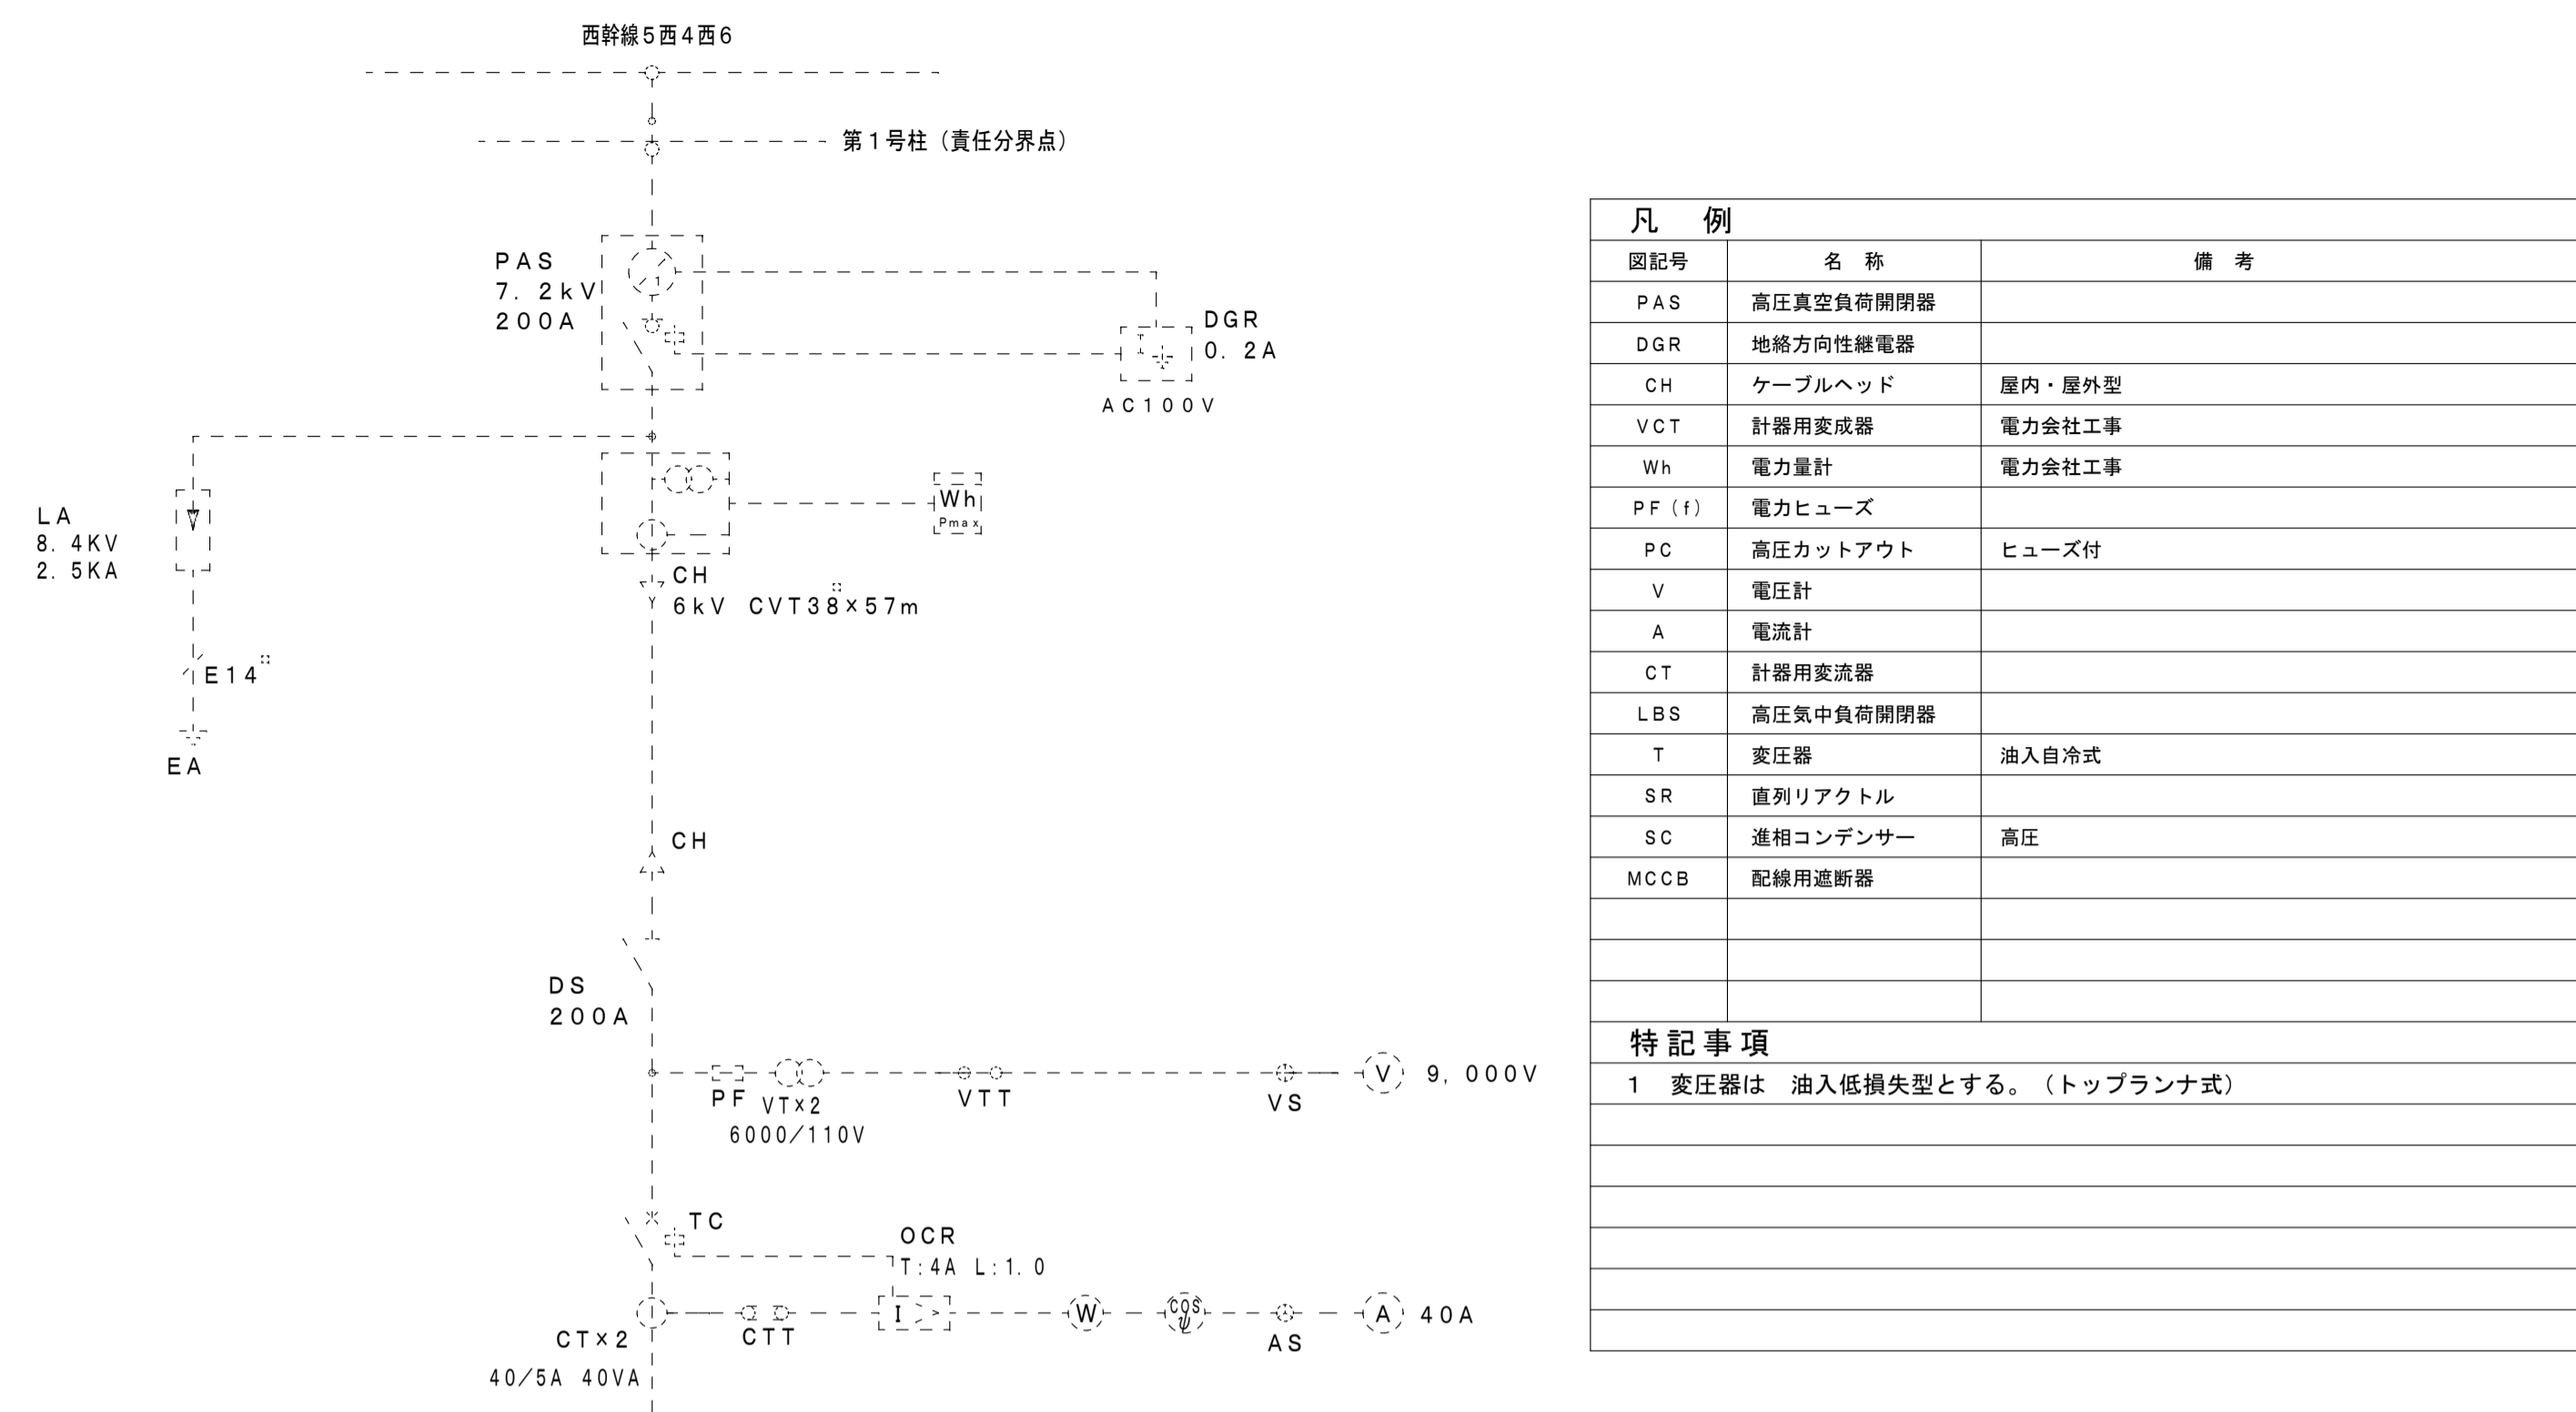 西幹線5西4西6
第1号柱（責任分界点）
PAS
7.2kV
200A
DGR
0.2A
AC100V
LA
8.4KV
2.5KA
E14
EA
Wh
Pmax
CH
6kV CVT38×57m
CH
DS
200A
PF
VT×2
6000/110V
VTT
VS
V
9,000V
TC
OCR
T:4A L:1.0
CT×2
40/5A 40VA
CTT
I >
W
COS
AS
A
40A
凡 例
図記号 名 称 備 考
PAS 高圧真空負荷開閉器
DGR 地絡方向性継電器
CH ケーブルヘッド 屋内・屋外型
VCT 計器用変成器 電力会社工事
Wh 電力量計 電力会社工事
PF(f) 電力ヒューズ
PC 高圧カットアウト ヒューズ付
V 電圧計
A 電流計
CT 計器用変流器
LBS 高圧気中負荷開閉器
T 変圧器 油入自冷式
SR 直列リアクトル
SC 進相コンデンサー 高圧
MCCB 配線用遮断器
特記事項
1 変圧器は 油入低損失型とする。（トップランナ式）